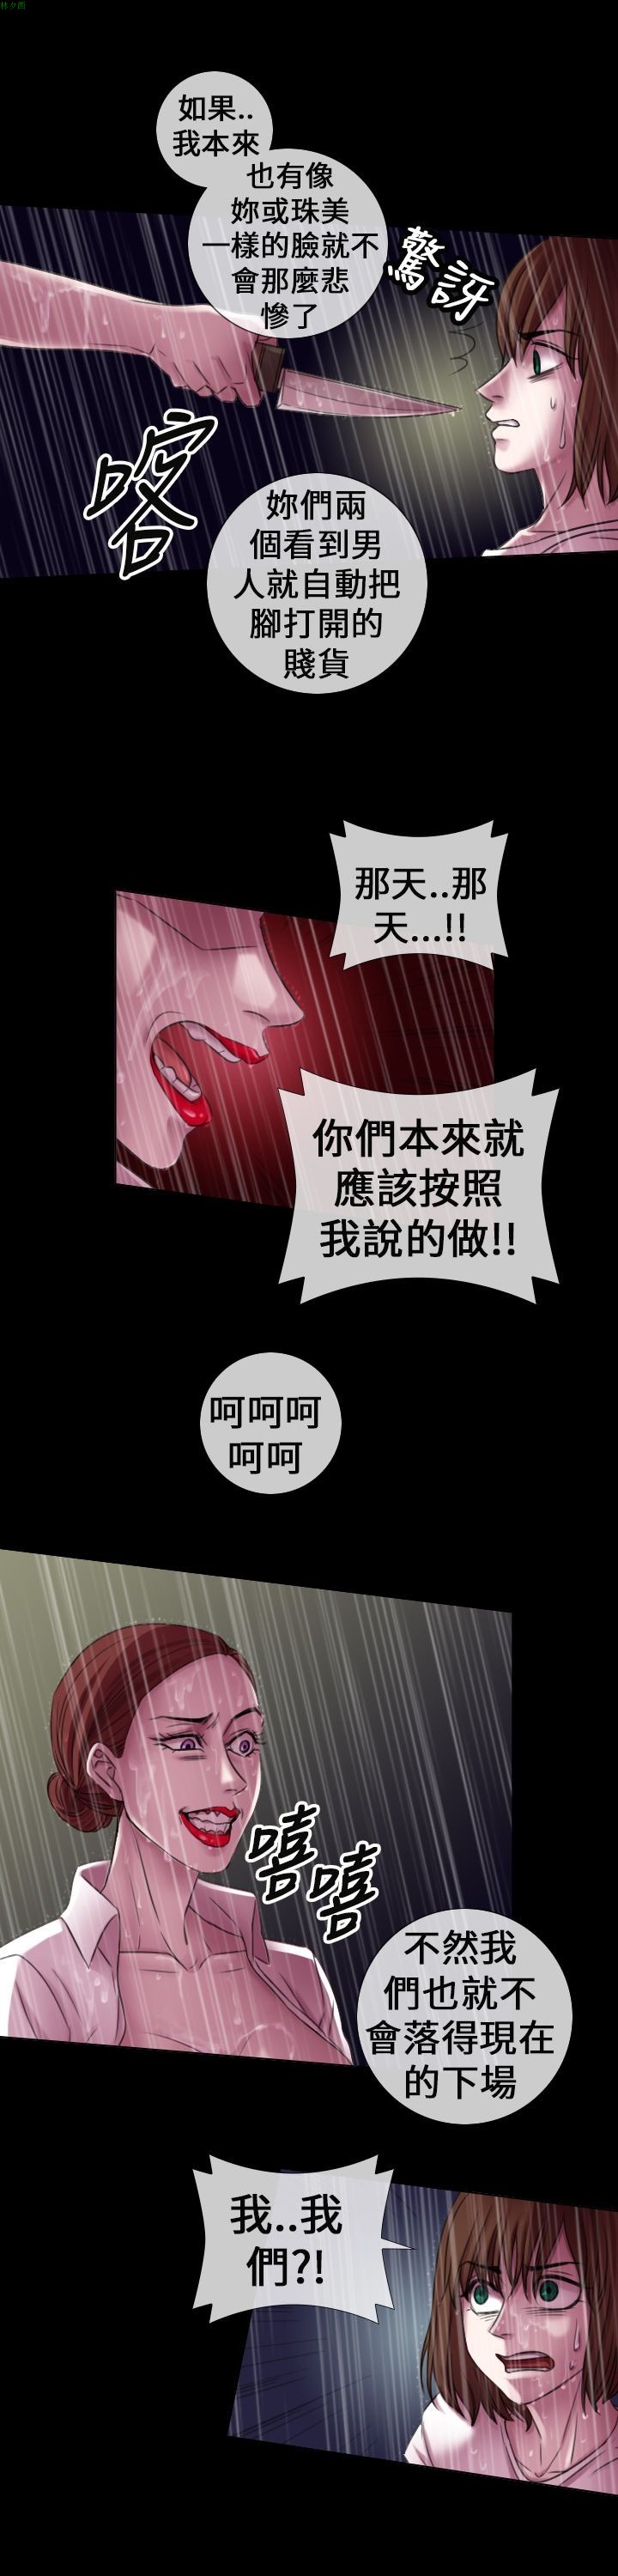 林夕西
如果..
我本來
也有像
妳或珠美
一樣的臉就不
會那麼悲
慘了
驚訝
喀
妳們兩
個看到男
人就自動把
腳打開的
賤貨
那天..那
天...!!
你們本來就
應該按照
我說的做!!
呵呵呵
呵呵
嘻嘻
不然我
們也就不
會落得現在
的下場
我..我
們?!